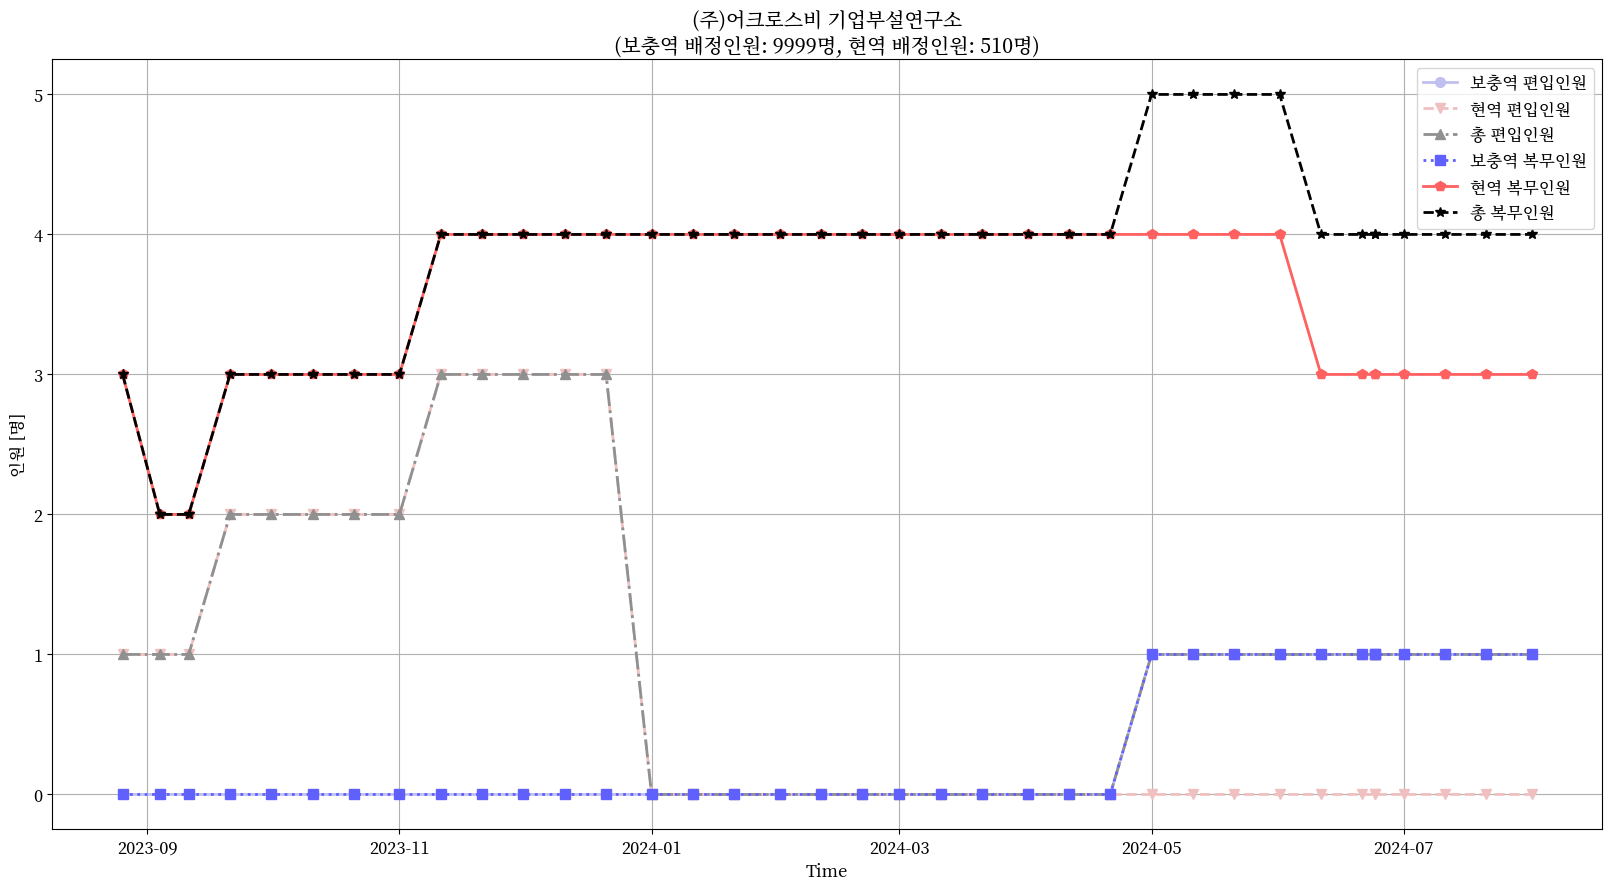 (주)어크로스비 기업부설연구소
(보충역 배정인원: 9999명, 현역 배정인원: 510명)
보충역 편입인원
현역 편입인원
총 편입인원
보충역 복무인원
현역 복무인원
총 복무인원
인원 [명]
5
4
3
2
1
0
2023-09
2023-11
2024-01
2024-03
2024-05
2024-07
Time